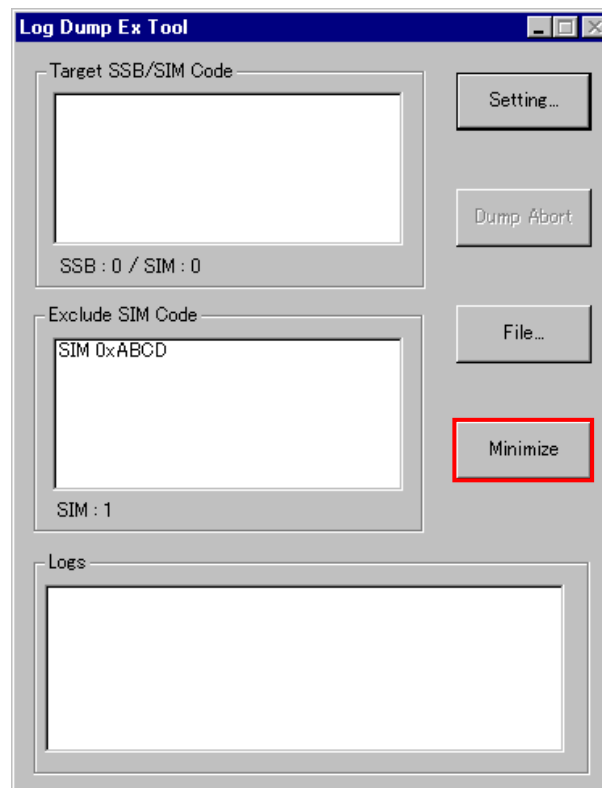 Log Dump Ex Tool
Target SSB/SIM Code
SSB : 0 / SIM : 0
Setting...
Dump Abort
Exclude SIM Code
SIM 0xABCD
SIM : 1
File...
Minimize
Logs